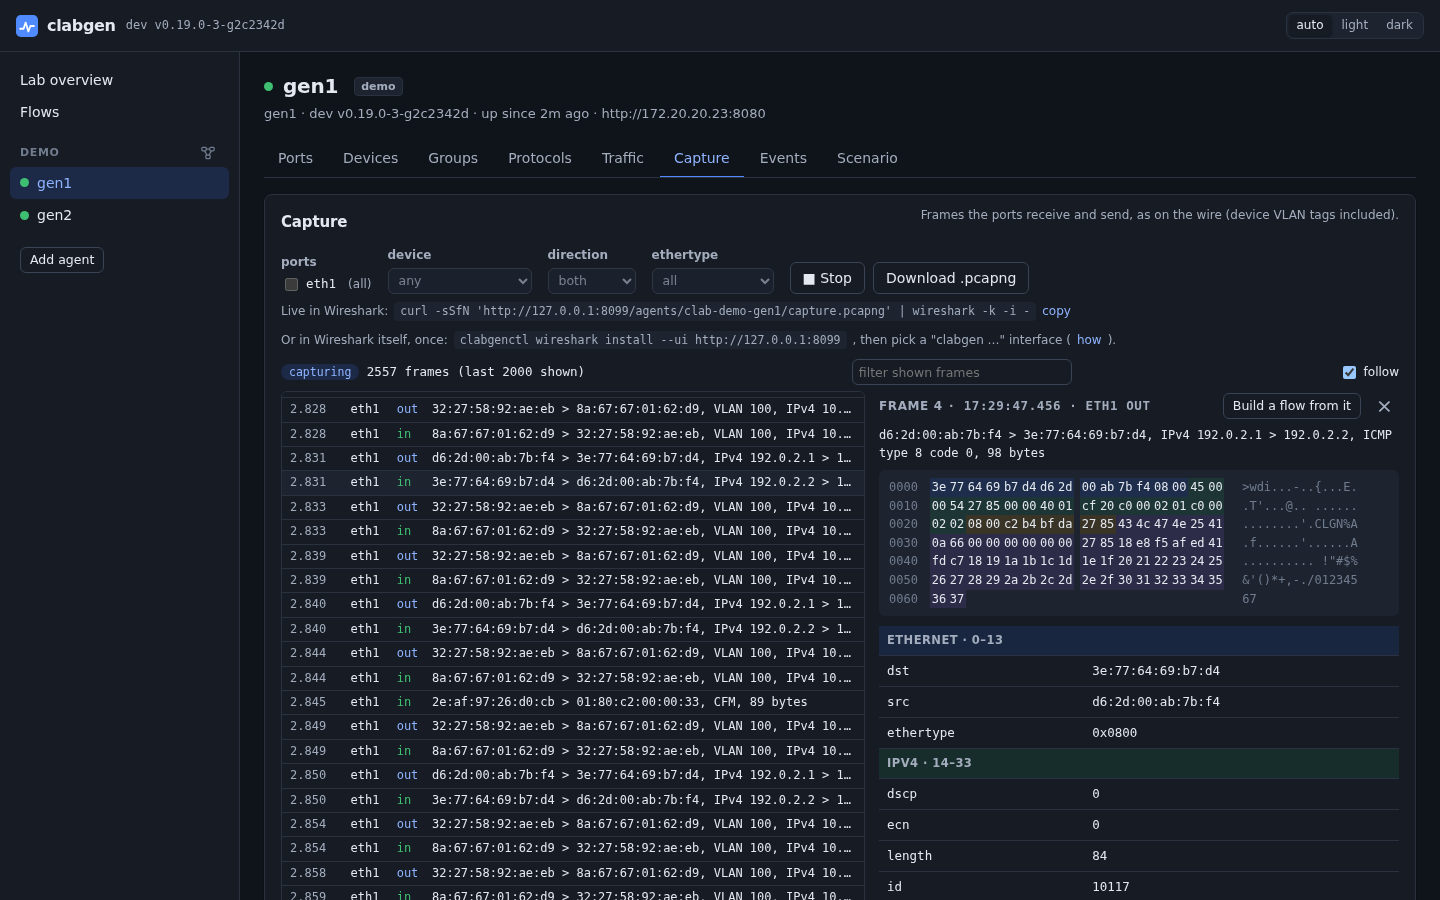 clabgen dev v0.19.0-3-g2c2342d
auto light dark
Lab overview
Flows
DEMO
gen1
gen2
Add agent
gen1 demo
gen1 · dev v0.19.0-3-g2c2342d · up since 2m ago · http://172.20.20.23:8080
Ports Devices Groups Protocols Traffic Capture Events Scenario
Capture
Frames the ports receive and send, as on the wire (device VLAN tags included).
ports device direction ethertype
eth1 (all) any both all Stop Download .pcapng
Live in Wireshark: curl -sSfN 'http://127.0.0.1:8099/agents/clab-demo-gen1/capture.pcapng' | wireshark -k -i - copy
Or in Wireshark itself, once: clabgenctl wireshark install --ui http://127.0.0.1:8099 , then pick a "clabgen …" interface ( how ).
capturing 2557 frames (last 2000 shown) filter shown frames follow
2.828 eth1 out 32:27:58:92:ae:eb > 8a:67:67:01:62:d9, VLAN 100, IPv4 10.…
2.828 eth1 in 8a:67:67:01:62:d9 > 32:27:58:92:ae:eb, VLAN 100, IPv4 10.…
2.831 eth1 out d6:2d:00:ab:7b:f4 > 3e:77:64:69:b7:d4, IPv4 192.0.2.1 > 1…
2.831 eth1 in 3e:77:64:69:b7:d4 > d6:2d:00:ab:7b:f4, IPv4 192.0.2.2 > 1…
2.833 eth1 out 32:27:58:92:ae:eb > 8a:67:67:01:62:d9, VLAN 100, IPv4 10.…
2.833 eth1 in 8a:67:67:01:62:d9 > 32:27:58:92:ae:eb, VLAN 100, IPv4 10.…
2.839 eth1 out 32:27:58:92:ae:eb > 8a:67:67:01:62:d9, VLAN 100, IPv4 10.…
2.839 eth1 in 8a:67:67:01:62:d9 > 32:27:58:92:ae:eb, VLAN 100, IPv4 10.…
2.840 eth1 out d6:2d:00:ab:7b:f4 > 3e:77:64:69:b7:d4, IPv4 192.0.2.1 > 1…
2.840 eth1 in 3e:77:64:69:b7:d4 > d6:2d:00:ab:7b:f4, IPv4 192.0.2.2 > 1…
2.844 eth1 out 32:27:58:92:ae:eb > 8a:67:67:01:62:d9, VLAN 100, IPv4 10.…
2.844 eth1 in 8a:67:67:01:62:d9 > 32:27:58:92:ae:eb, VLAN 100, IPv4 10.…
2.845 eth1 in 2e:af:97:26:d0:cb > 01:80:c2:00:00:33, CFM, 89 bytes
2.849 eth1 out 32:27:58:92:ae:eb > 8a:67:67:01:62:d9, VLAN 100, IPv4 10.…
2.849 eth1 in 8a:67:67:01:62:d9 > 32:27:58:92:ae:eb, VLAN 100, IPv4 10.…
2.850 eth1 out d6:2d:00:ab:7b:f4 > 3e:77:64:69:b7:d4, IPv4 192.0.2.1 > 1…
2.850 eth1 in 3e:77:64:69:b7:d4 > d6:2d:00:ab:7b:f4, IPv4 192.0.2.2 > 1…
2.854 eth1 out 32:27:58:92:ae:eb > 8a:67:67:01:62:d9, VLAN 100, IPv4 10.…
2.854 eth1 in 8a:67:67:01:62:d9 > 32:27:58:92:ae:eb, VLAN 100, IPv4 10.…
2.858 eth1 out 32:27:58:92:ae:eb > 8a:67:67:01:62:d9, VLAN 100, IPv4 10.…
2.859 eth1 in 8a:67:67:01:62:d9 > 32:27:58:92:ae:eb, VLAN 100, IPv4 10.…
FRAME 4 · 17:29:47.456 · ETH1 OUT Build a flow from it
d6:2d:00:ab:7b:f4 > 3e:77:64:69:b7:d4, IPv4 192.0.2.1 > 192.0.2.2, ICMP
type 8 code 0, 98 bytes
0000 3e 77 64 69 b7 d4 d6 2d 00 ab 7b f4 08 00 45 00 >wdi...-..{...E.
0010 00 54 27 85 00 00 40 01 cf 20 c0 00 02 01 c0 00 .T'...@.. ......
0020 02 02 08 00 c2 b4 bf da 27 85 43 4c 47 4e 25 41 ........'.CLGN%A
0030 0a 66 00 00 00 00 00 00 27 85 18 e8 f5 af ed 41 .f......'......A
0040 fd c7 18 19 1a 1b 1c 1d 1e 1f 20 21 22 23 24 25 .......... !"#$%
0050 26 27 28 29 2a 2b 2c 2d 2e 2f 30 31 32 33 34 35 &'()*+,-./012345
0060 36 37 67
ETHERNET · 0–13
dst 3e:77:64:69:b7:d4
src d6:2d:00:ab:7b:f4
ethertype 0x0800
IPV4 · 14–33
dscp 0
ecn 0
length 84
id 10117